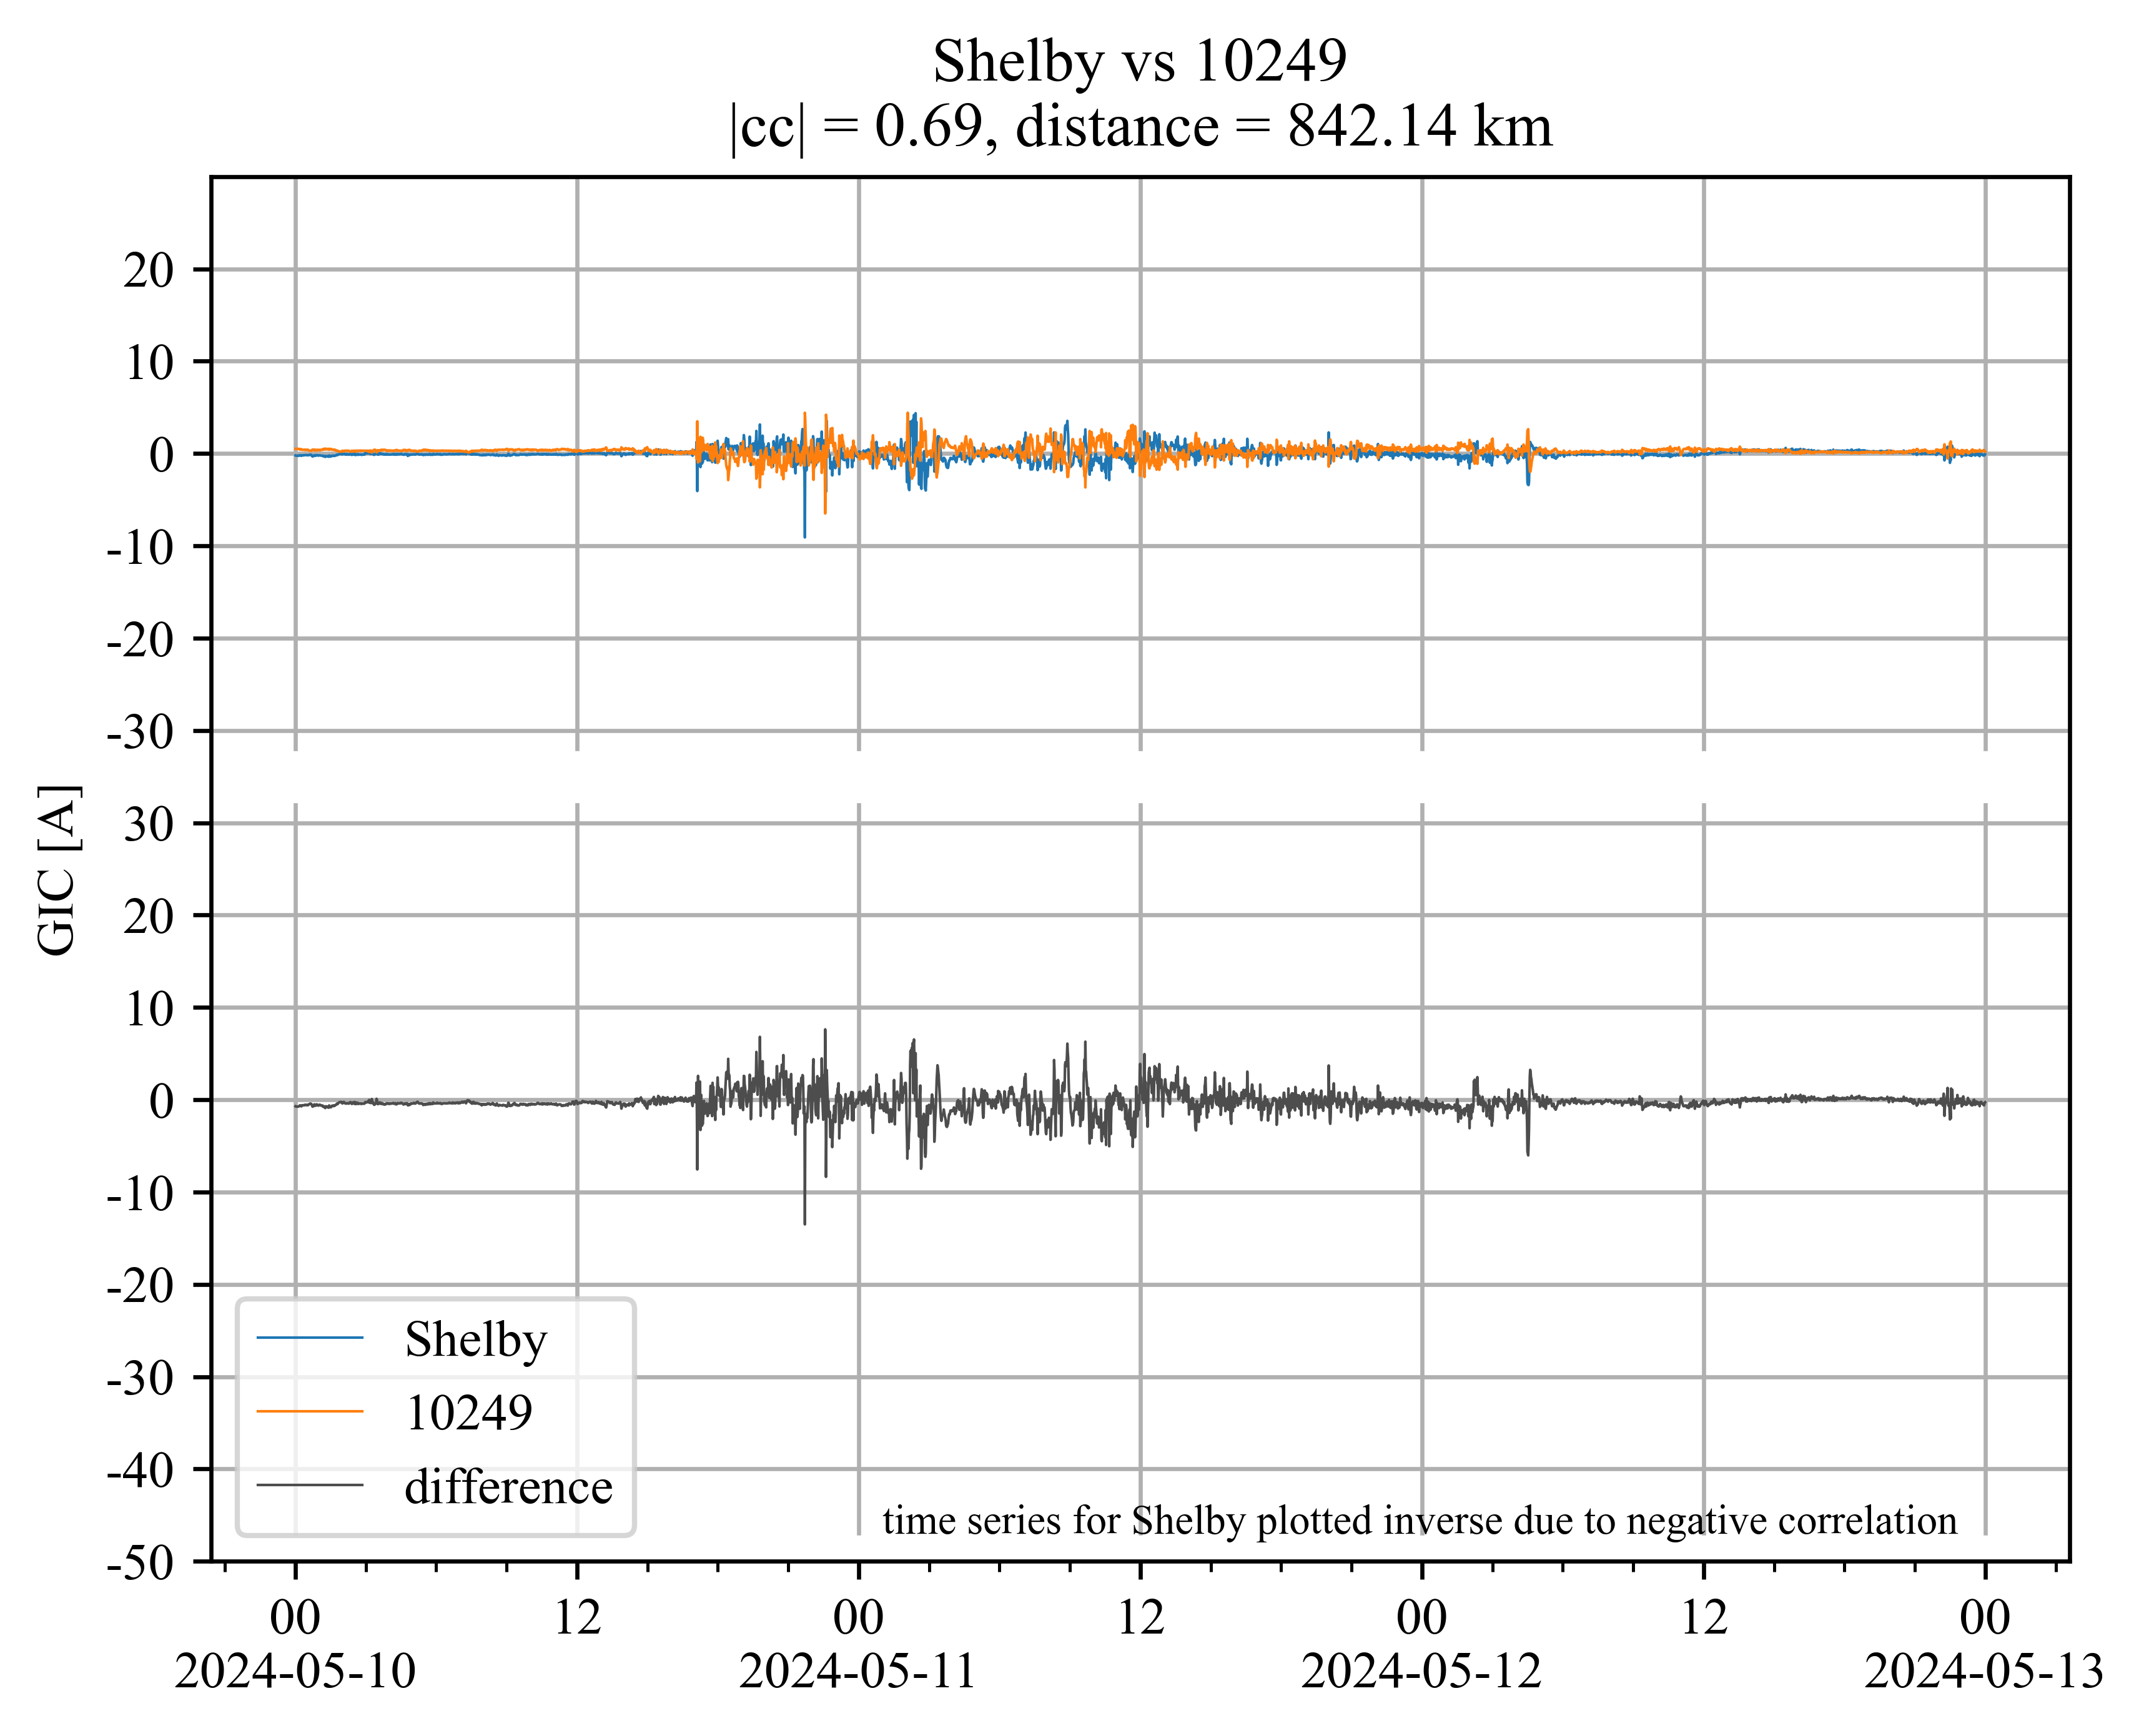 Shelby vs 10249
|cc| = 0.69, distance = 842.14 km
20
10
0
-10
-20
-30
30
20
10
0
-10
-20
-30
-40
-50
GIC [A]
Shelby
10249
difference
time series for Shelby plotted inverse due to negative correlation
00 12 00 12 00 12 00
2024-05-10 2024-05-11 2024-05-12 2024-05-13